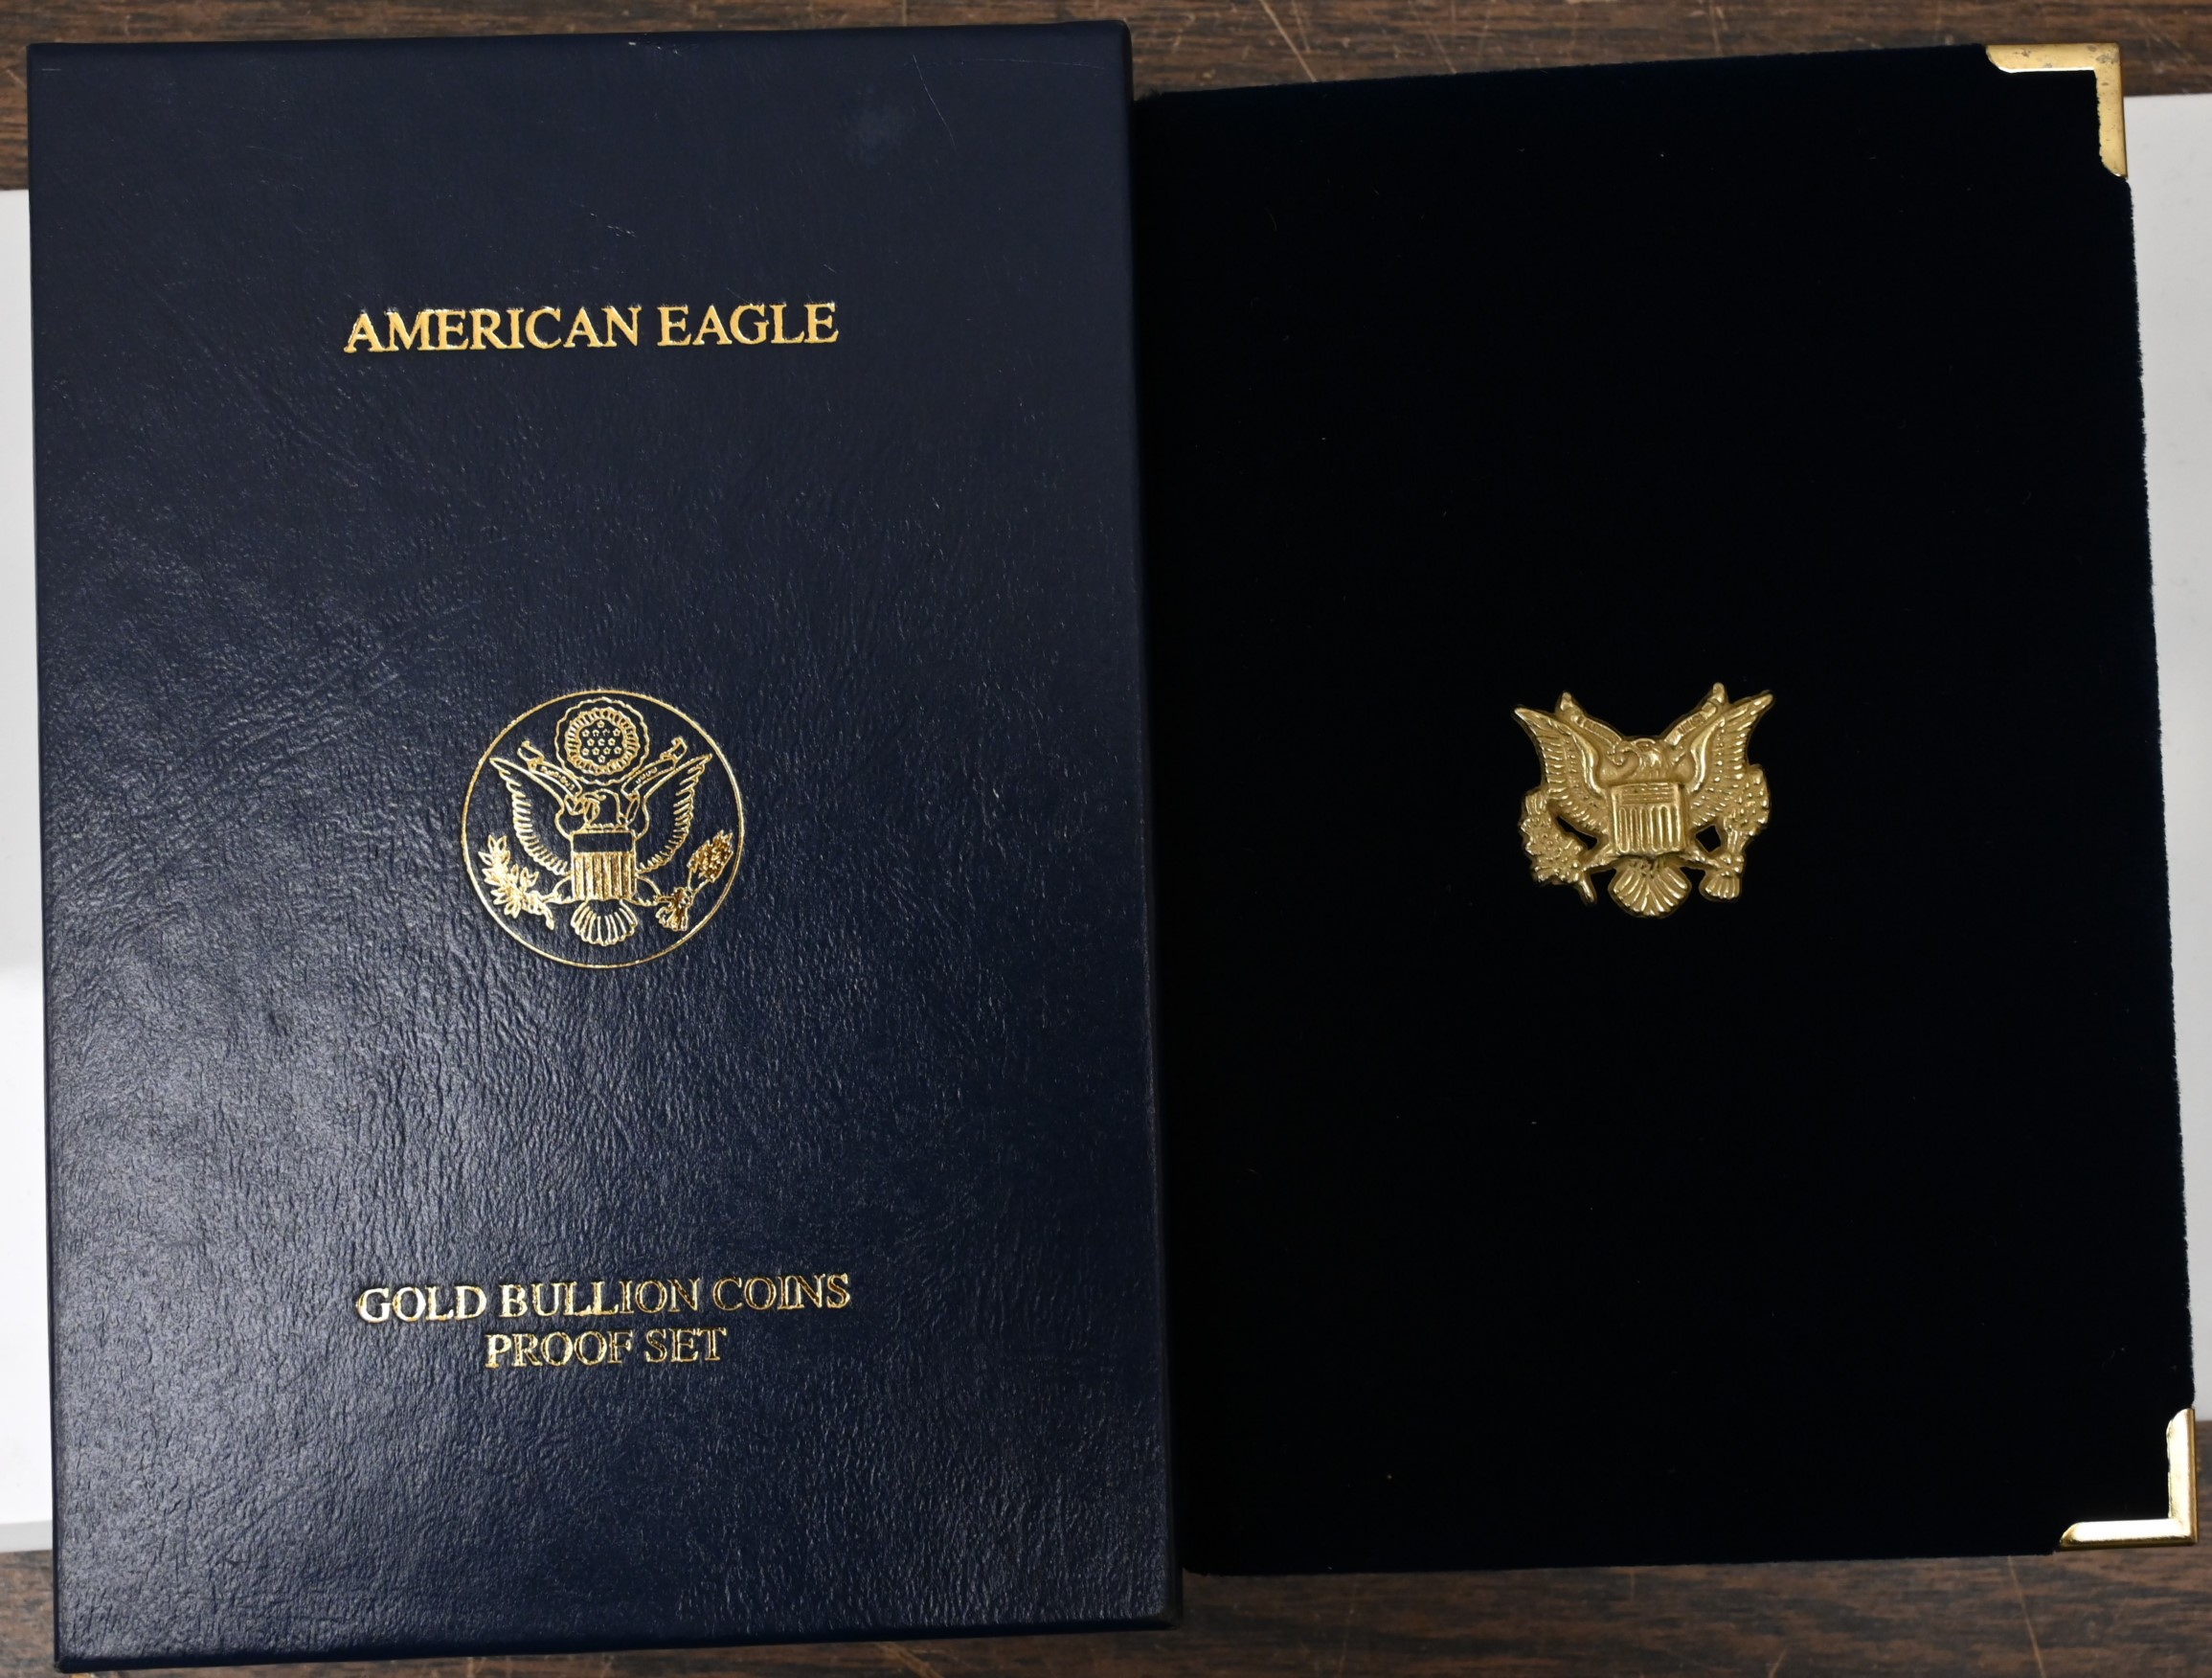 AMERICAN EAGLE
GOLD BULLION COINS
PROOF SET